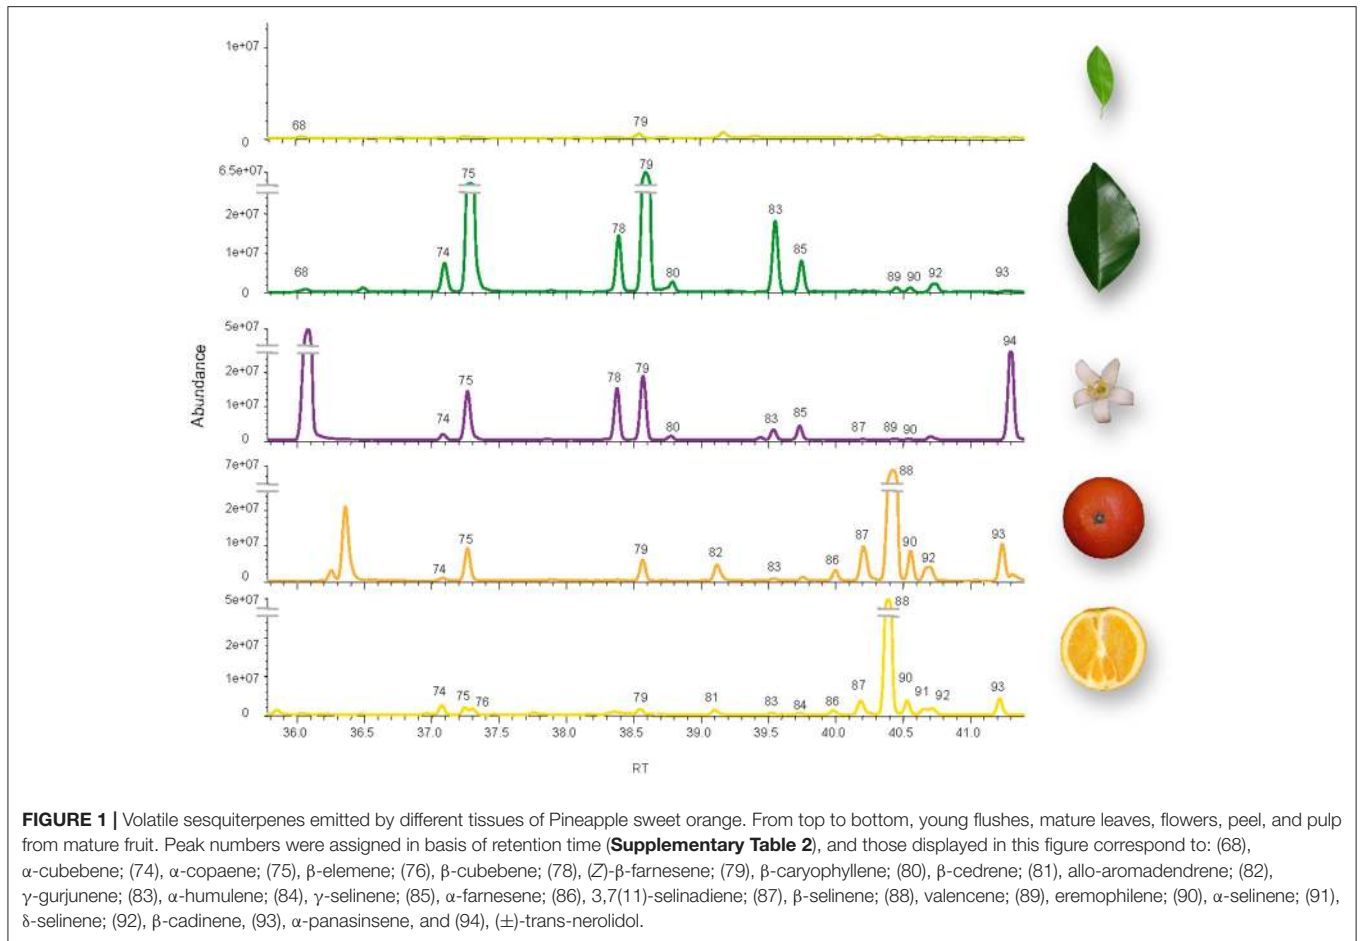 1e+07
68
79
0
6.5e+07
75
79
2e+07
83
78
1e+07
74
85
68
80
89 90 92
93
0
5e+07
94
2e+07
75
78
79
1e+07
74
80
83
85
87
89
90
0
Abundance
7e+07
88
2e+07
1e+07
75
79
82
87
90
93
74
83
86
92
0
5e+07
88
2e+07
1e+07
74
75
76
79
81
83
84
86
87
90
91
92
93
0
36.0 36.5 37.0 37.5 38.0 38.5 39.0 39.5 40.0 40.5 41.0
RT
FIGURE 1 | Volatile sesquiterpenes emitted by different tissues of Pineapple sweet orange. From top to bottom, young flushes, mature leaves, flowers, peel, and pulp
from mature fruit. Peak numbers were assigned in basis of retention time (Supplementary Table 2), and those displayed in this figure correspond to: (68),
α-cubebene; (74), α-copaene; (75), β-elemene; (76), β-cubebene; (78), (Z)-β-farnesene; (79), β-caryophyllene; (80), β-cedrene; (81), allo-aromadendrene; (82),
γ-gurjunene; (83), α-humulene; (84), γ-selinene; (85), α-farnesene; (86), 3,7(11)-selinadiene; (87), β-selinene; (88), valencene; (89), eremophilene; (90), α-selinene; (91),
δ-selinene; (92), β-cadinene, (93), α-panasinsene, and (94), (±)-trans-nerolidol.